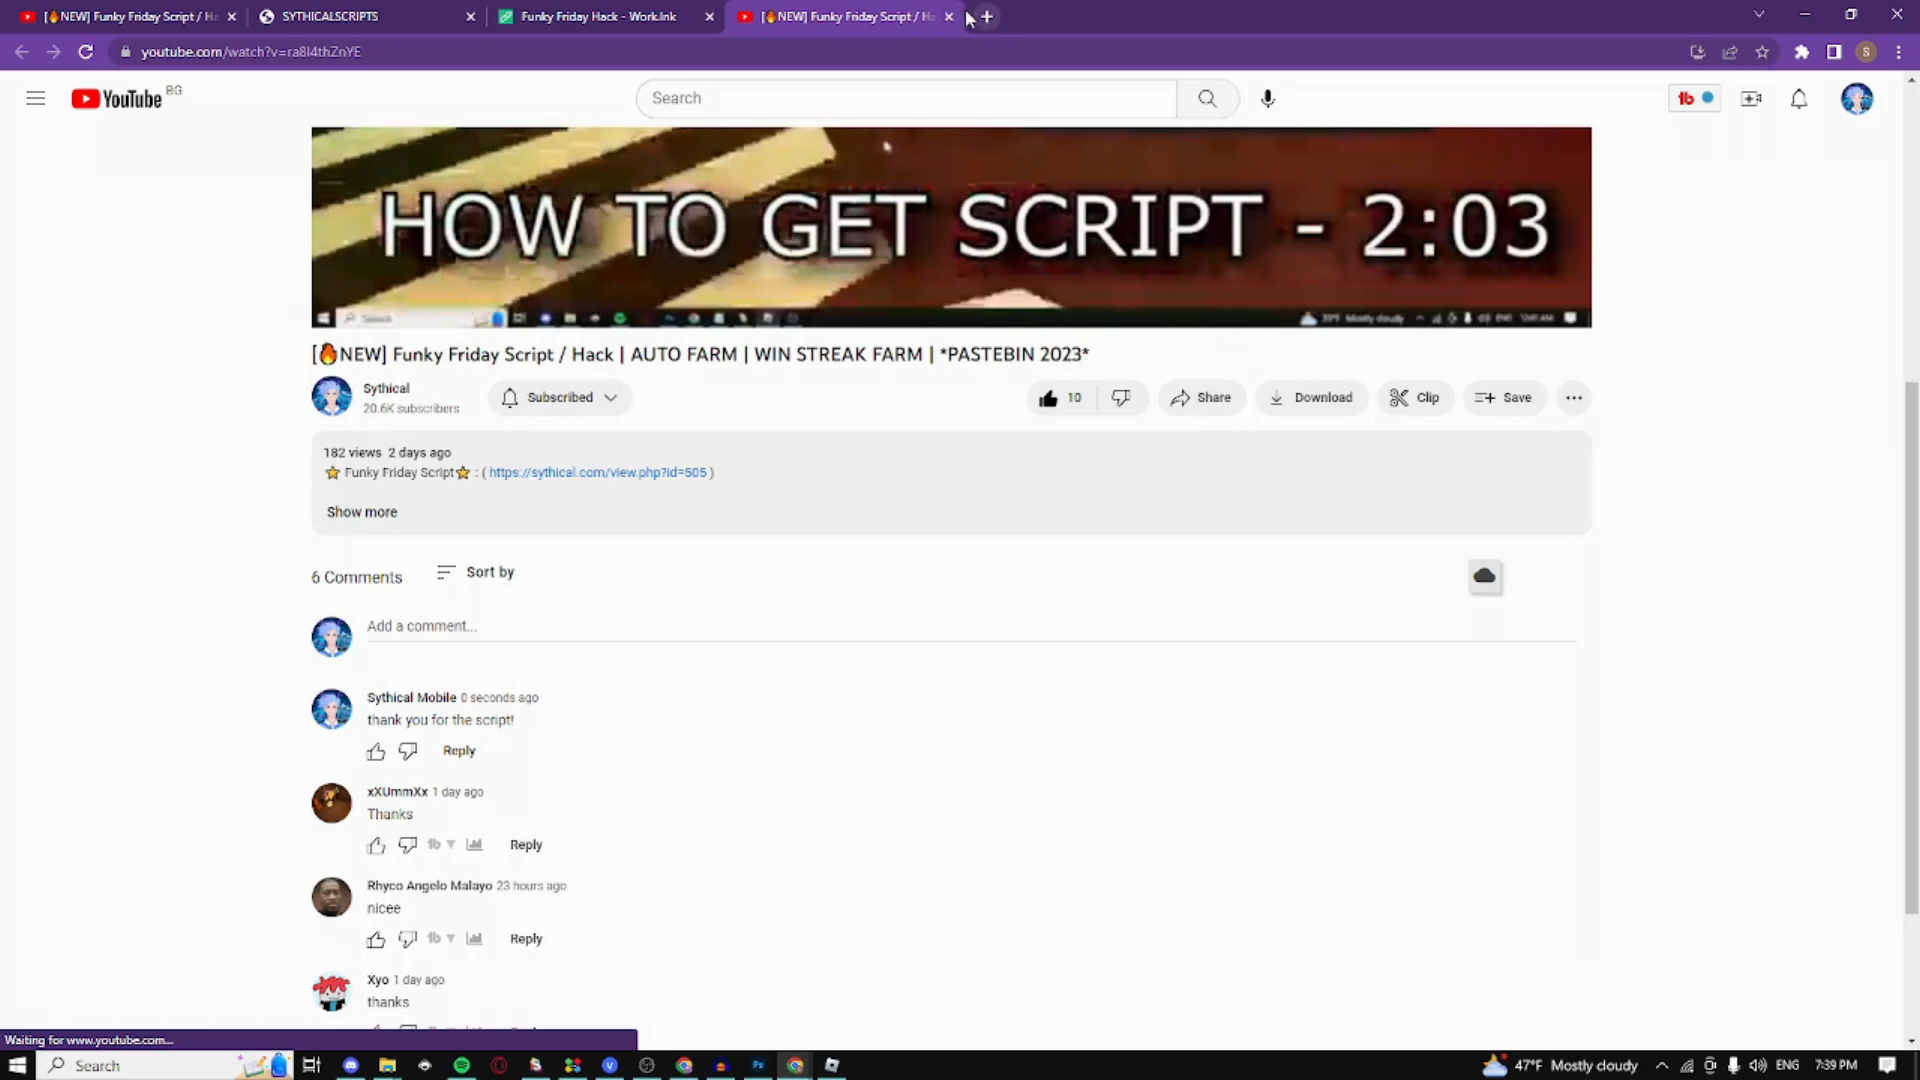 [🔥NEW] Funky Friday Script / Ha
SYTHICALSCRIPTS
Funky Friday Hack - Work.ink
[🔥NEW] Funky Friday Script / Ha
youtube.com/watch?v=ra8I4thZnYE
S
YouTube BG
Search
HOW TO GET SCRIPT - 2:03
[🔥NEW] Funky Friday Script / Hack | AUTO FARM | WIN STREAK FARM | *PASTEBIN 2023*
Sythical
20.6K subscribers
Subscribed
10
Share
Download
Clip
Save
182 views 2 days ago
⭐ Funky Friday Script⭐ : ( https://sythical.com/view.php?id=505 )
Show more
6 Comments
Sort by
Add a comment...
Sythical Mobile 0 seconds ago
thank you for the script!
Reply
xXUmmXx 1 day ago
Thanks
Reply
Rhyco Angelo Malayo 23 hours ago
nicee
Reply
Xyo 1 day ago
thanks
Waiting for www.youtube.com...
Search
47°F Mostly cloudy
ENG
7:39 PM